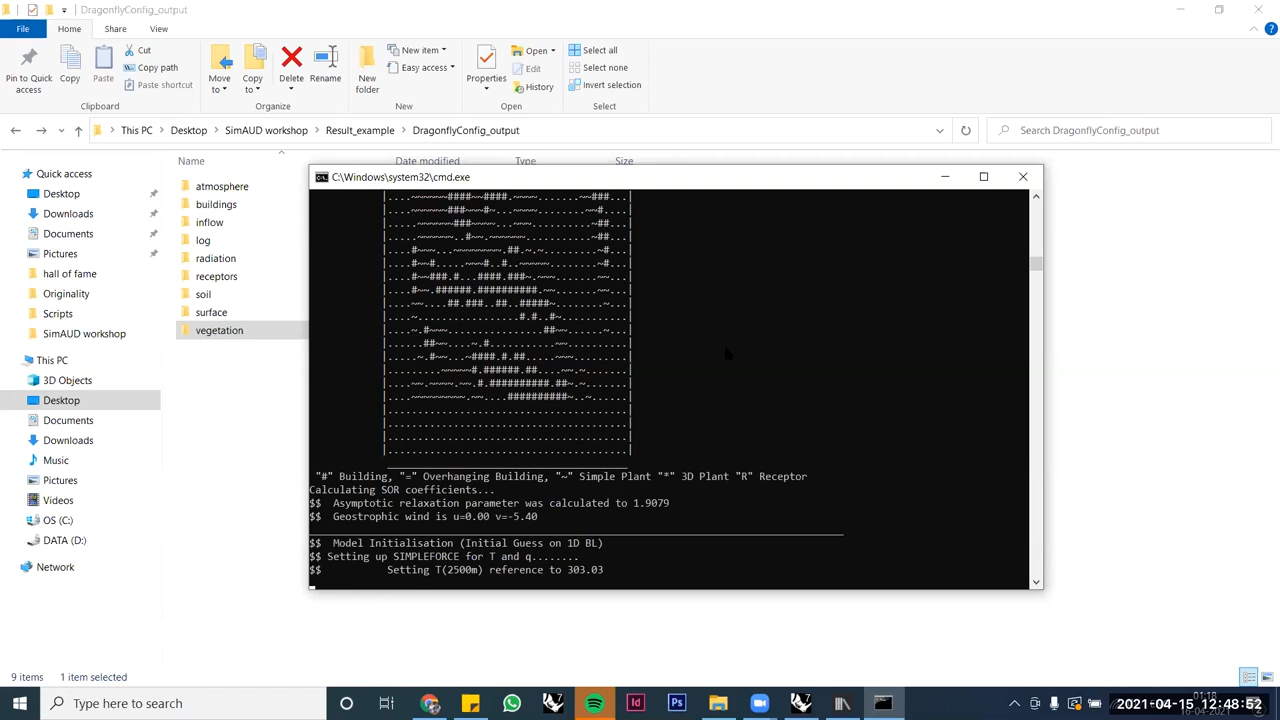 DragonflyConfig_output
File
Home
Share
View
Pin to Quick access
Copy
Paste
Cut
Copy path
Paste shortcut
Clipboard
Move to
Copy to
Delete
Rename
Organize
New folder
New item
Easy access
New
Properties
Open
Edit
History
Open
Select all
Select none
Invert selection
Select
This PC > Desktop > SimAUD workshop > Result_example > DragonflyConfig_output
Search DragonflyConfig_output
Name
Date modified
Type
Size
Quick access
Desktop
Downloads
Documents
Pictures
hall of fame
Originality
Scripts
SimAUD workshop
This PC
3D Objects
Desktop
Documents
Downloads
Music
Pictures
Videos
OS (C:)
DATA (D:)
Network
atmosphere
buildings
inflow
log
radiation
receptors
soil
surface
vegetation
C:\Windows\system32\cmd.exe
"#" Building, "=" Overhanging Building, "~" Simple Plant "*" 3D Plant "R" Receptor
Calculating SOR coefficients...
$$ Asymptotic relaxation parameter was calculated to 1.9079
$$ Geostrophic wind is u=0.00 v=-5.40
$$ Model Initialisation (Initial Guess on 1D BL)
$$ Setting up SIMPLEFORCE for T and q........
$$ Setting T(2500m) reference to 303.03
9 items
1 item selected
Type here to search
01:18
2021-04-15 12:48:52
16-04-2021